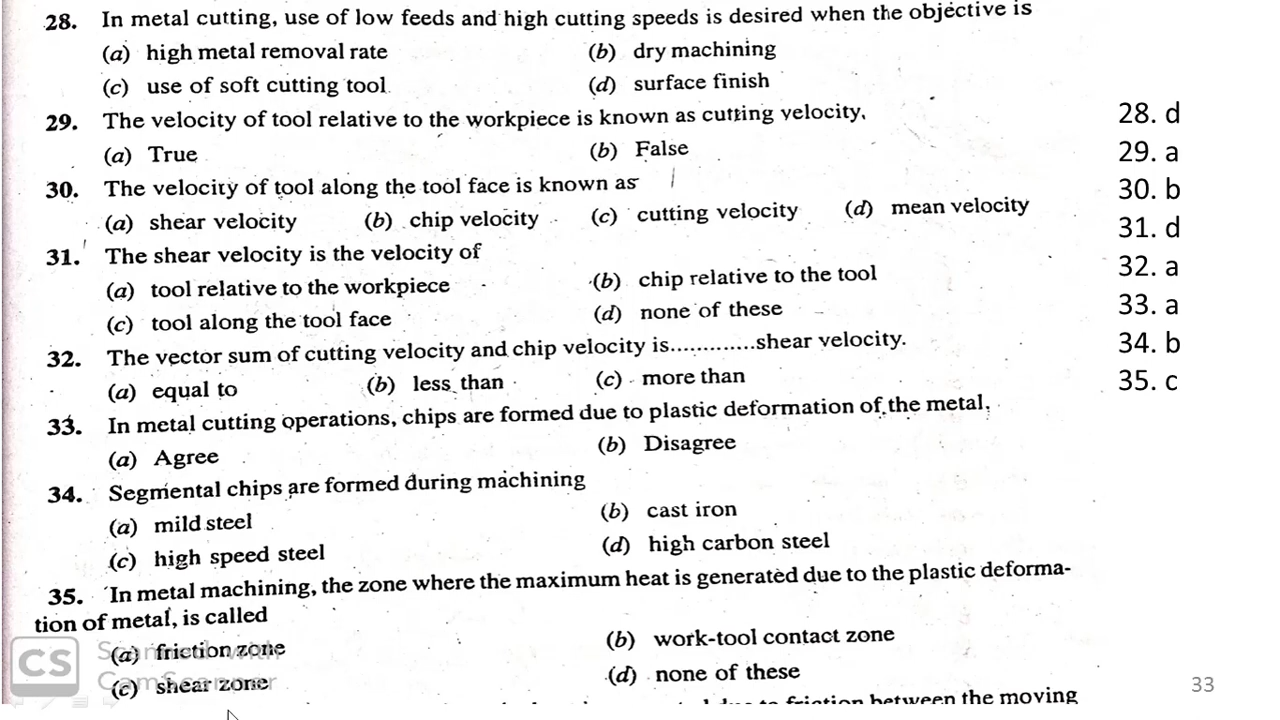 28. In metal cutting, use of low feeds and high cutting speeds is desired when the objective is
(a) high metal removal rate (b) dry machining
(c) use of soft cutting tool (d) surface finish
29. The velocity of tool relative to the workpiece is known as cutting velocity.
(a) True (b) False
30. The velocity of tool along the tool face is known as
(a) shear velocity (b) chip velocity (c) cutting velocity (d) mean velocity
31. The shear velocity is the velocity of
(a) tool relative to the workpiece (b) chip relative to the tool
(c) tool along the tool face (d) none of these
32. The vector sum of cutting velocity and chip velocity is.............shear velocity.
(a) equal to (b) less than (c) more than
33. In metal cutting operations, chips are formed due to plastic deformation of the metal.
(a) Agree (b) Disagree
34. Segmental chips are formed during machining
(a) mild steel (b) cast iron
(c) high speed steel (d) high carbon steel
35. In metal machining, the zone where the maximum heat is generated due to the plastic deforma-
tion of metal, is called
(a) friction zone (b) work-tool contact zone
(c) shear zone (d) none of these
friction between the moving
28. d
29. a
30. b
31. d
32. a
33. a
34. b
35. c
CS Scanned with
CamScanner
33